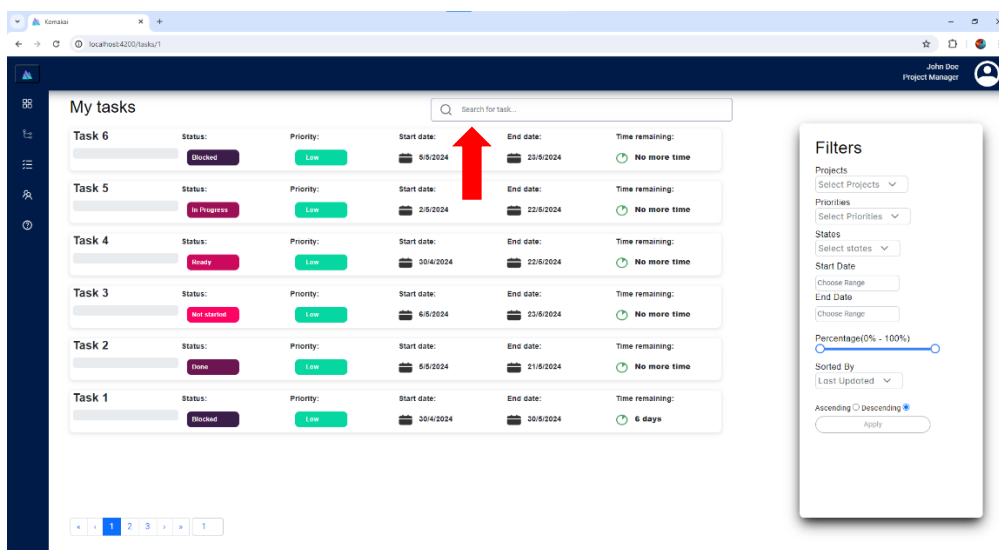 Komakai
localhost:4200/tasks/1
John Doe
Project Manager
My tasks
Search for task...
Task 6 Status: Priority: Start date: End date: Time remaining:
Blocked Low 5/5/2024 23/5/2024 No more time
Task 5 Status: Priority: Start date: End date: Time remaining:
In Progress Low 2/5/2024 22/5/2024 No more time
Task 4 Status: Priority: Start date: End date: Time remaining:
Ready Low 30/4/2024 22/5/2024 No more time
Task 3 Status: Priority: Start date: End date: Time remaining:
Not started Low 6/5/2024 23/5/2024 No more time
Task 2 Status: Priority: Start date: End date: Time remaining:
Done Low 5/5/2024 21/5/2024 No more time
Task 1 Status: Priority: Start date: End date: Time remaining:
Blocked Low 30/4/2024 30/5/2024 6 days
« ‹ 1 2 3 › » 1
Filters
Projects
Select Projects
Priorities
Select Priorities
States
Select states
Start Date
Choose Range
End Date
Choose Range
Percentage(0% - 100%)
Sorted By
Last Updated
Ascending Descending
Apply